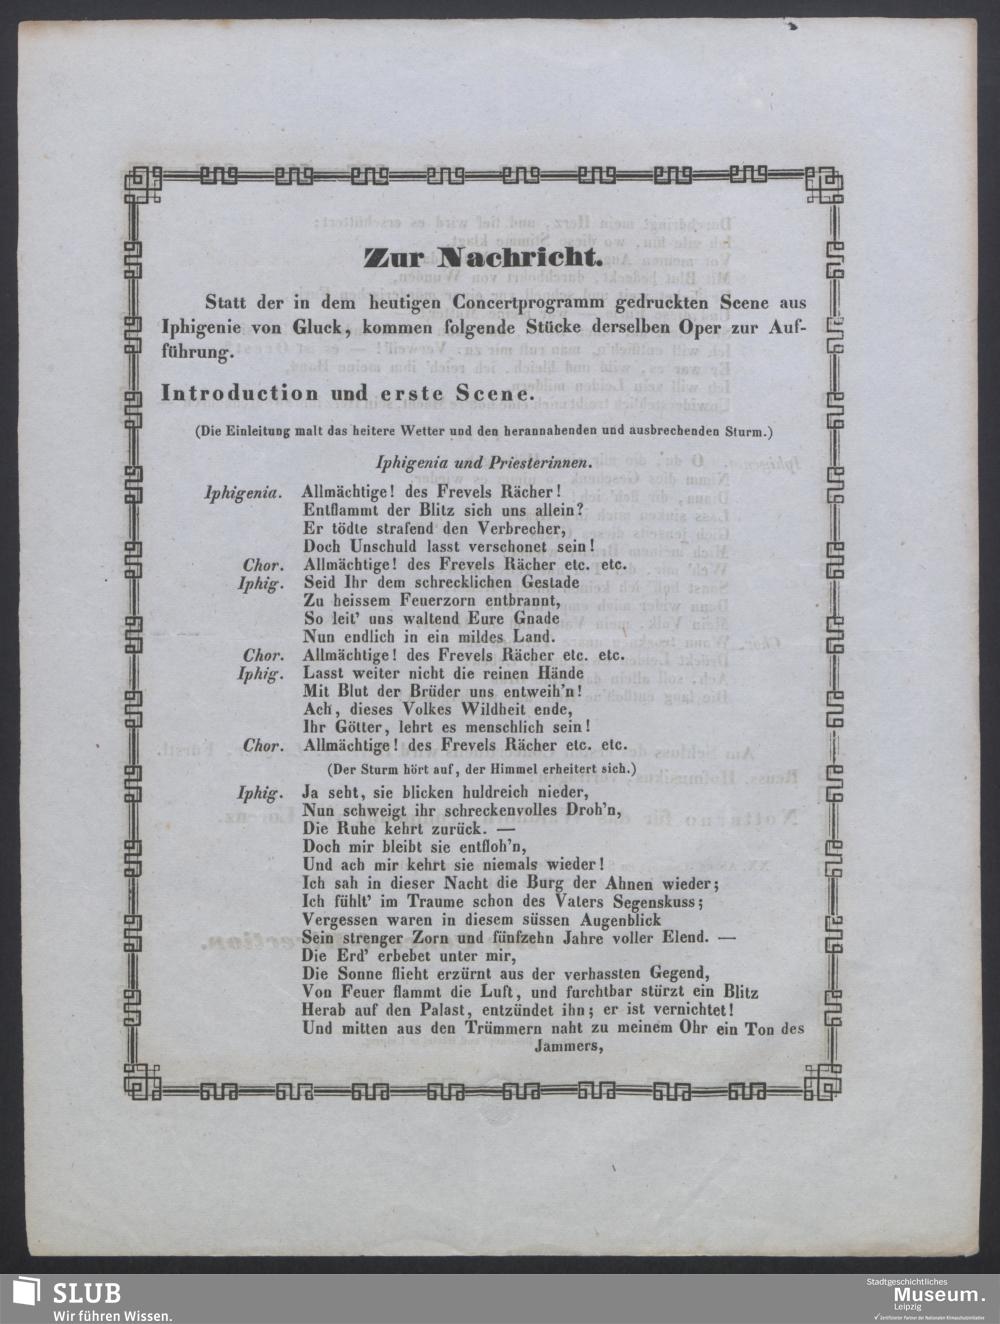 Zur Nachricht.
Statt der in dem heutigen Concertprogramm gedruckten Scene aus
Iphigenie von Gluck, kommen folgende Stücke derselben Oper zur Auf-
führung.
Introduction und erste Scene.
(Die Einleitung malt das heitere Wetter und den herannahenden und ausbrechenden Sturm.)
Iphigenia und Priesterinnen.
Iphigenia. Allmächtige! des Frevels Rächer!
Entflammt der Blitz sich uns allein?
Er tödte strafend den Verbrecher,
Doch Unschuld lasst verschonet sein!
Chor. Allmächtige! des Frevels Rächer etc. etc.
Iphig. Seid Ihr dem schrecklichen Gestade
Zu heissem Feuerzorn entbrannt,
So leit' uns waltend Eure Gnade
Nun endlich in ein mildes Land.
Chor. Allmächtige! des Frevels Rächer etc. etc.
Iphig. Lasst weiter nicht die reinen Hände
Mit Blut der Brüder uns entweih'n!
Ach, dieses Volkes Wildheit ende,
Ihr Götter, lehrt es menschlich sein!
Chor. Allmächtige! des Frevels Rächer etc. etc.
(Der Sturm hört auf, der Himmel erheitert sich.)
Iphig. Ja seht, sie blicken huldreich nieder,
Nun schweigt ihr schreckenvolles Droh'n,
Die Ruhe kehrt zurück. —
Doch mir bleibt sie entfloh'n,
Und ach mir kehrt sie niemals wieder!
Ich sah in dieser Nacht die Burg der Ahnen wieder;
Ich fühlt' im Traume schon des Vaters Segenskuss;
Vergessen waren in diesem süssen Augenblick
Sein strenger Zorn und fünfzehn Jahre voller Elend. —
Die Erd' erbebet unter mir,
Die Sonne flieht erzürnt aus der verhassten Gegend,
Von Feuer flammt die Luft, und furchtbar stürzt ein Blitz
Herab auf den Palast, entzündet ihn; er ist vernichtet!
Und mitten aus den Trümmern naht zu meinem Ohr ein Ton des
Jammers,
SLUB
Wir führen Wissen.
Stadtgeschichtliches
Museum.
Leipzig
Zertifizierter Partner der Nationalen Klimaschutzinitiative